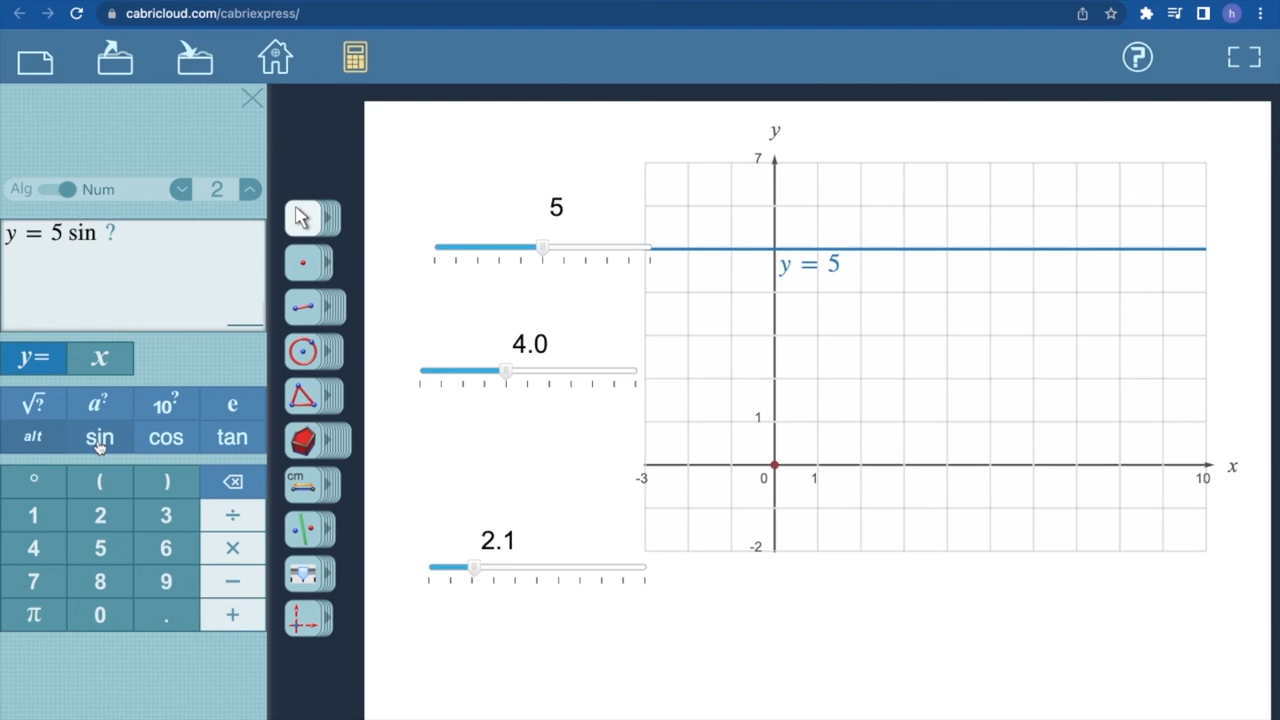 cabricloud.com/cabriexpress/
h
?
Alg Num 2
y = 5 sin ?
y= x
√? a? 10? e
alt sin cos tan
° ( )
1 2 3 ÷
4 5 6 ×
7 8 9 −
π 0 . +
cm
5
4.0
2.1
y
7
y = 5
1
-3 0 1 10 x
-2